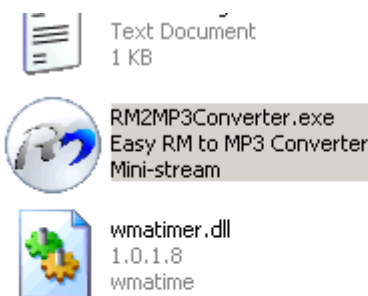 Text Document
1 KB
RM2MP3Converter.exe
Easy RM to MP3 Converter
Mini-stream
wmatimer.dll
1.0.1.8
wmatime